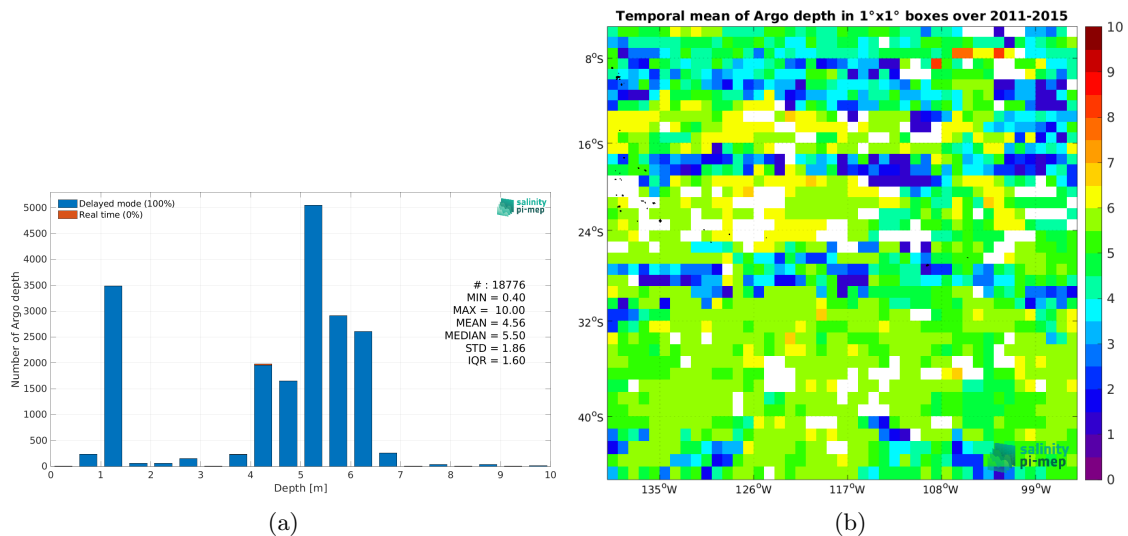 Temporal mean of Argo depth in 1°x1° boxes over 2011-2015
Delayed mode (100%)
Real time (0%)
salinity
pi-mep
Number of Argo depth
5000
4500
4000
3500
3000
2500
2000
1500
1000
500
0
# : 18776
MIN = 0.40
MAX = 10.00
MEAN = 4.56
MEDIAN = 5.50
STD = 1.86
IQR = 1.60
0 1 2 3 4 5 6 7 8 9 10
Depth [m]
(a)
8°S
16°S
24°S
32°S
40°S
135°W 126°W 117°W 108°W 99°W
salinity
pi-mep
10
9
8
7
6
5
4
3
2
1
0
(b)